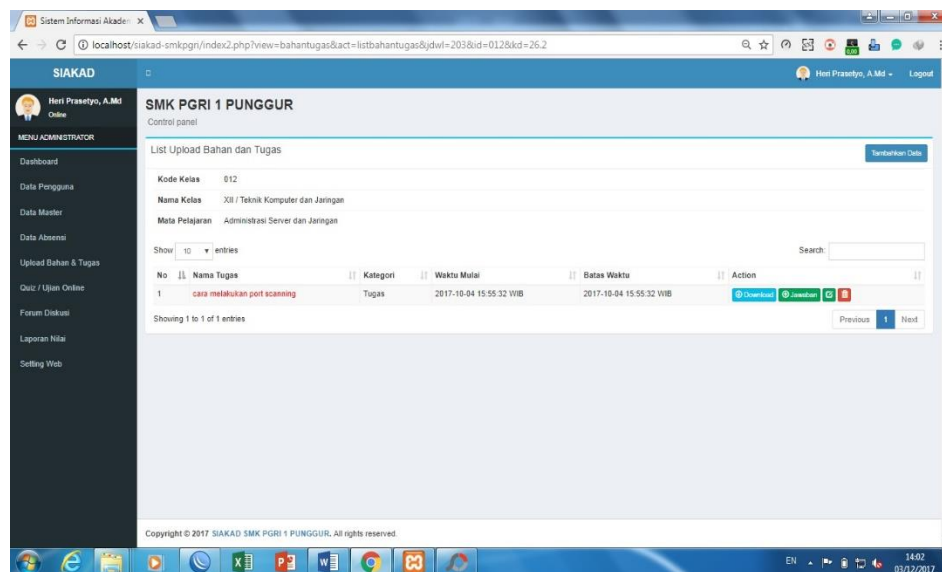 Sistem Informasi Akaden
localhost/siakad-smkpgri/index2.php?view=bahantugas&act=listbahantugas&jdwl=203&id=012&kd=26.2
0,00
SIAKAD
Heri Prasetyo, A.Md
Logout
Heri Prasetyo, A.Md
Online
SMK PGRI 1 PUNGGUR
Control panel
MENU ADMINISTRATOR
Dashboard
Data Pengguna
Data Master
Data Absensi
Upload Bahan & Tugas
Quiz / Ujian Online
Forum Diskusi
Laporan Nilai
Setting Web
List Upload Bahan dan Tugas
Tambahkan Data
Kode Kelas 012
Nama Kelas XII / Teknik Komputer dan Jaringan
Mata Pelajaran Administrasi Server dan Jaringan
Show 10 entries
Search:
No Nama Tugas Kategori Waktu Mulai Batas Waktu Action
1 cara melakukan port scanning Tugas 2017-10-04 15:55:32 WIB 2017-10-04 15:55:32 WIB Download Jawaban
Showing 1 to 1 of 1 entries
Previous 1 Next
Copyright © 2017 SIAKAD SMK PGRI 1 PUNGGUR. All rights reserved.
EN
14:02
03/12/2017